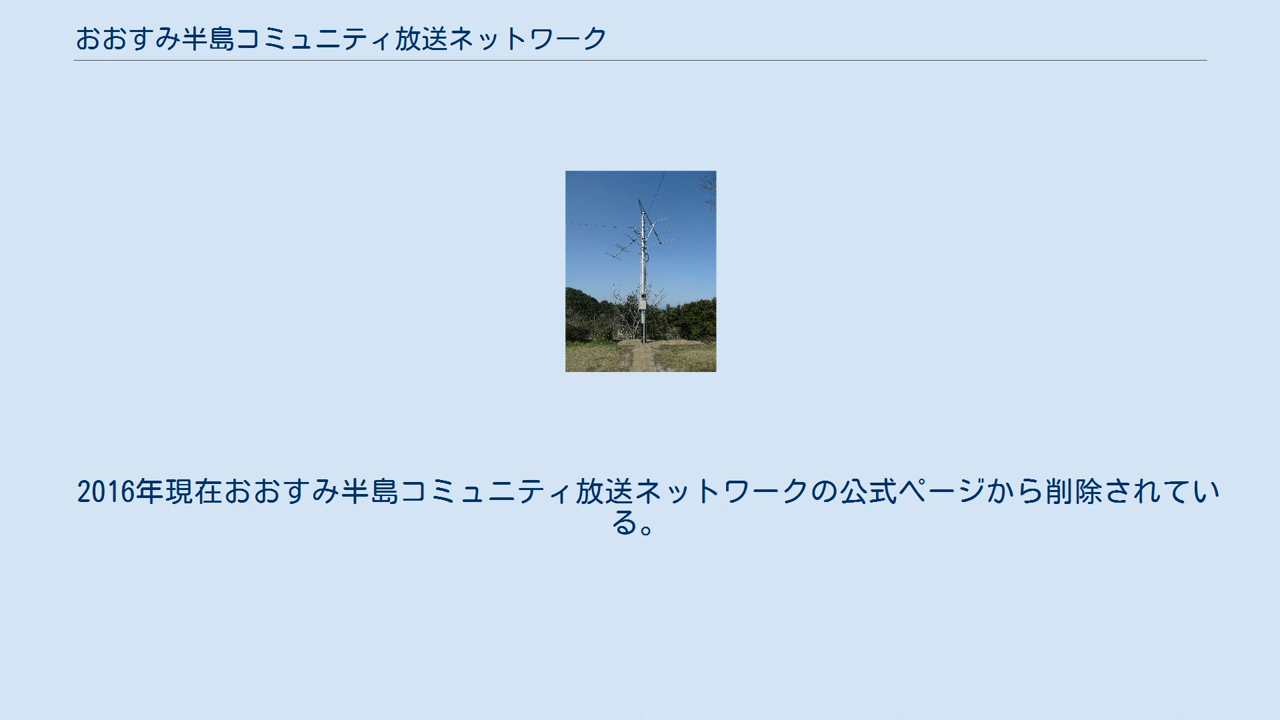 おおすみ半島コミュニティ放送ネットワーク
2016年現在おおすみ半島コミュニティ放送ネットワークの公式ページから削除されてい
る。